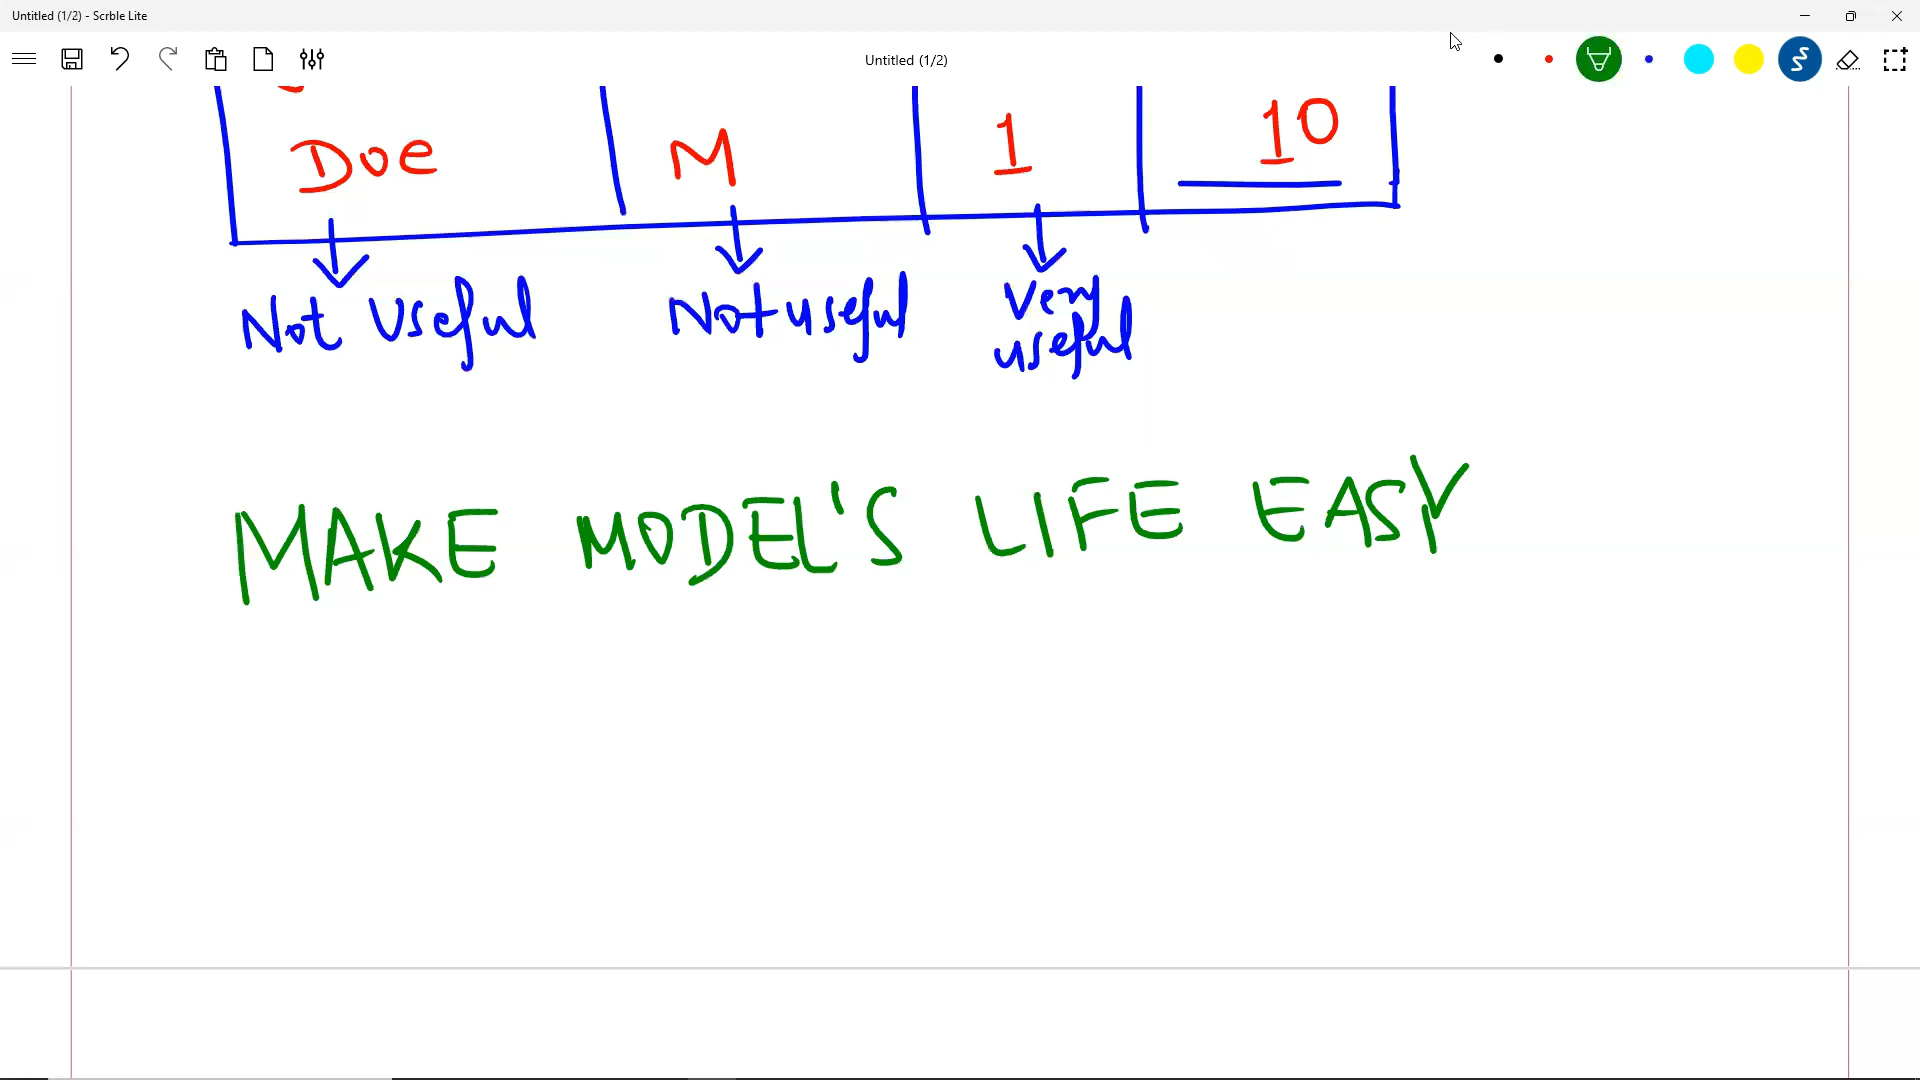 Untitled (1/2) - Scrble Lite
Untitled (1/2)
Doe M 1 10
Not Useful Not useful Very useful
MAKE MODEL'S LIFE EASY